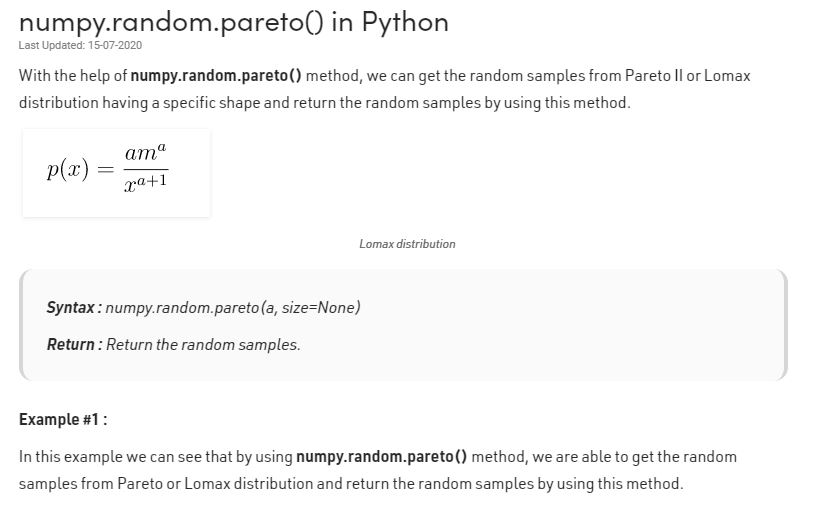 numpy.random.pareto() in Python
Last Updated: 15-07-2020
With the help of numpy.random.pareto() method, we can get the random samples from Pareto II or Lomax
distribution having a specific shape and return the random samples by using this method.
p(x) = am^a / x^{a+1}
Lomax distribution
Syntax : numpy.random.pareto(a, size=None)
Return : Return the random samples.
Example #1 :
In this example we can see that by using numpy.random.pareto() method, we are able to get the random
samples from Pareto or Lomax distribution and return the random samples by using this method.